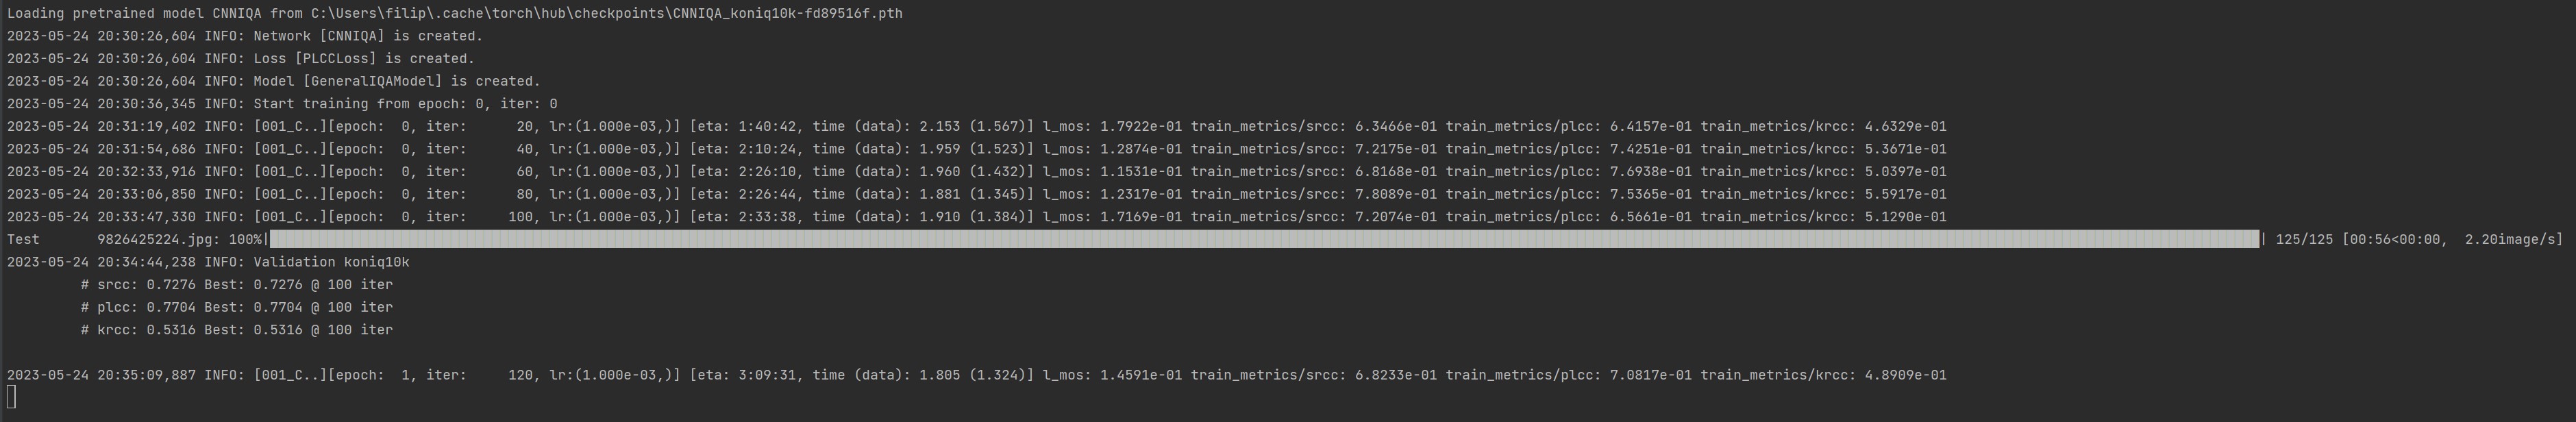 Loading pretrained model CNNIQA from C:\Users\filip\.cache\torch\hub\checkpoints\CNNIQA_koniq10k-fd89516f.pth
2023-05-24 20:30:26,604 INFO: Network [CNNIQA] is created.
2023-05-24 20:30:26,604 INFO: Loss [PLCCLoss] is created.
2023-05-24 20:30:26,604 INFO: Model [GeneralIQAModel] is created.
2023-05-24 20:30:36,345 INFO: Start training from epoch: 0, iter: 0
2023-05-24 20:31:19,402 INFO: [001_C..][epoch:  0, iter:      20, lr:(1.000e-03,)] [eta: 1:40:42, time (data): 2.153 (1.567)] l_mos: 1.7922e-01 train_metrics/srcc: 6.3466e-01 train_metrics/plcc: 6.4157e-01 train_metrics/krcc: 4.6329e-01
2023-05-24 20:31:54,686 INFO: [001_C..][epoch:  0, iter:      40, lr:(1.000e-03,)] [eta: 2:10:24, time (data): 1.959 (1.523)] l_mos: 1.2874e-01 train_metrics/srcc: 7.2175e-01 train_metrics/plcc: 7.4251e-01 train_metrics/krcc: 5.3671e-01
2023-05-24 20:32:33,916 INFO: [001_C..][epoch:  0, iter:      60, lr:(1.000e-03,)] [eta: 2:26:10, time (data): 1.960 (1.432)] l_mos: 1.1531e-01 train_metrics/srcc: 6.8168e-01 train_metrics/plcc: 7.6938e-01 train_metrics/krcc: 5.0397e-01
2023-05-24 20:33:06,850 INFO: [001_C..][epoch:  0, iter:      80, lr:(1.000e-03,)] [eta: 2:26:44, time (data): 1.881 (1.345)] l_mos: 1.2317e-01 train_metrics/srcc: 7.8089e-01 train_metrics/plcc: 7.5365e-01 train_metrics/krcc: 5.5917e-01
2023-05-24 20:33:47,330 INFO: [001_C..][epoch:  0, iter:     100, lr:(1.000e-03,)] [eta: 2:33:38, time (data): 1.910 (1.384)] l_mos: 1.7169e-01 train_metrics/srcc: 7.2074e-01 train_metrics/plcc: 6.5661e-01 train_metrics/krcc: 5.1290e-01
Test       9826425224.jpg: 100%| | 125/125 [00:56<00:00,  2.20image/s]
2023-05-24 20:34:44,238 INFO: Validation koniq10k
# srcc: 0.7276 Best: 0.7276 @ 100 iter
# plcc: 0.7704 Best: 0.7704 @ 100 iter
# krcc: 0.5316 Best: 0.5316 @ 100 iter
2023-05-24 20:35:09,887 INFO: [001_C..][epoch:  1, iter:     120, lr:(1.000e-03,)] [eta: 3:09:31, time (data): 1.805 (1.324)] l_mos: 1.4591e-01 train_metrics/srcc: 6.8233e-01 train_metrics/plcc: 7.0817e-01 train_metrics/krcc: 4.8909e-01